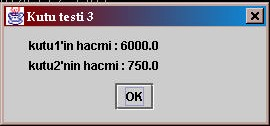 Kutu testi 3
kutu1'in hacmi : 6000.0
kutu2'nin hacmi : 750.0
OK